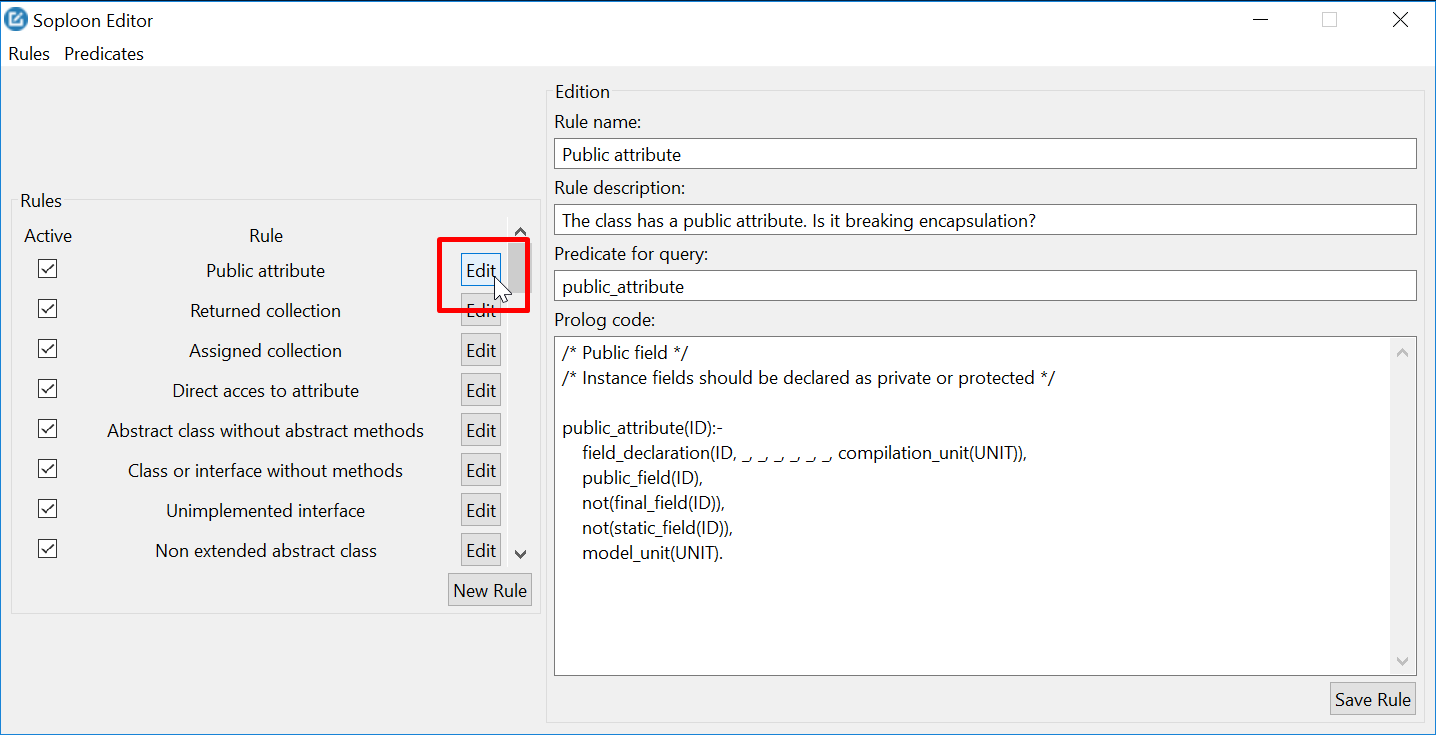 Soploon Editor
Rules Predicates
Rules
Active Rule
Public attribute Edit
Returned collection Edit
Assigned collection Edit
Direct acces to attribute Edit
Abstract class without abstract methods Edit
Class or interface without methods Edit
Unimplemented interface Edit
Non extended abstract class Edit
New Rule
Edition
Rule name:
Public attribute
Rule description:
The class has a public attribute. Is it breaking encapsulation?
Predicate for query:
public_attribute
Prolog code:
/* Public field */
/* Instance fields should be declared as private or protected */
public_attribute(ID):-
field_declaration(ID, _, _, _, _, _, _, compilation_unit(UNIT)),
public_field(ID),
not(final_field(ID)),
not(static_field(ID)),
model_unit(UNIT).
Save Rule